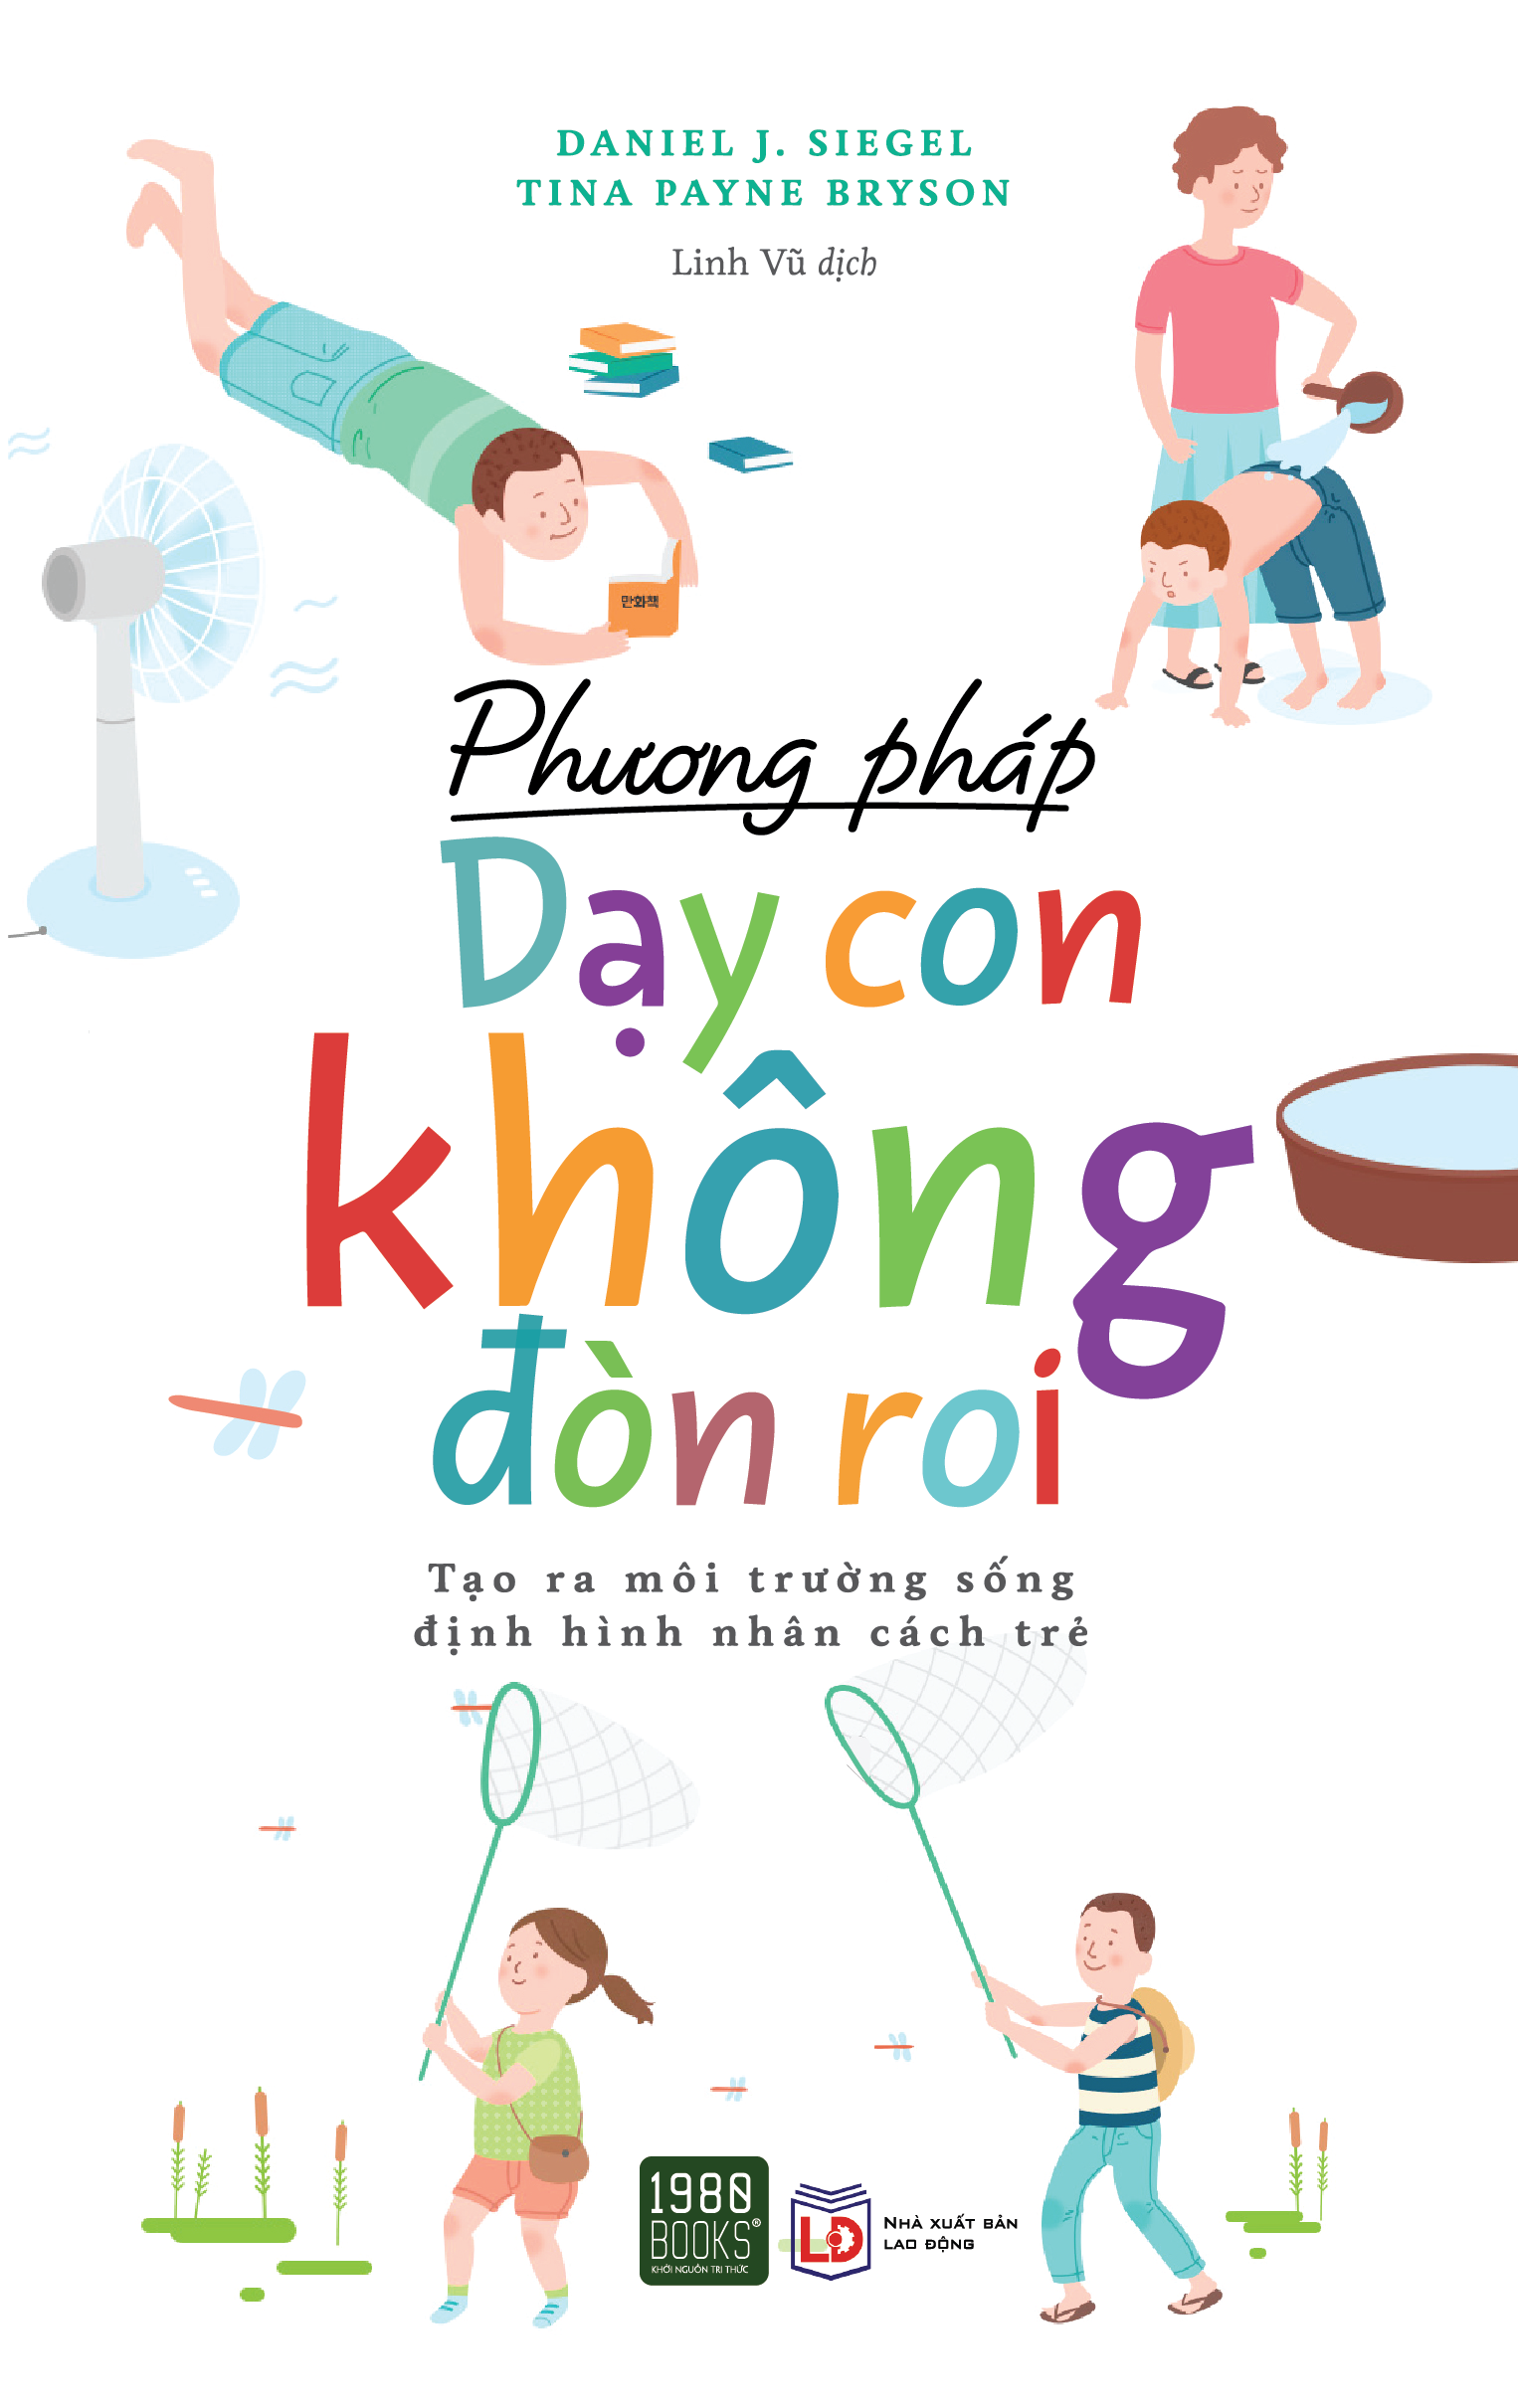 DANIEL J. SIEGEL
TINA PAYNE BRYSON
Linh Vũ dịch
만화책
Phương pháp
Dạy con
không
đòn roi
Tạo ra môi trường sống
định hình nhân cách trẻ
1980
BOOKS®
KHƠI NGUỒN TRI THỨC
LĐ
NHÀ XUẤT BẢN
LAO ĐỘNG